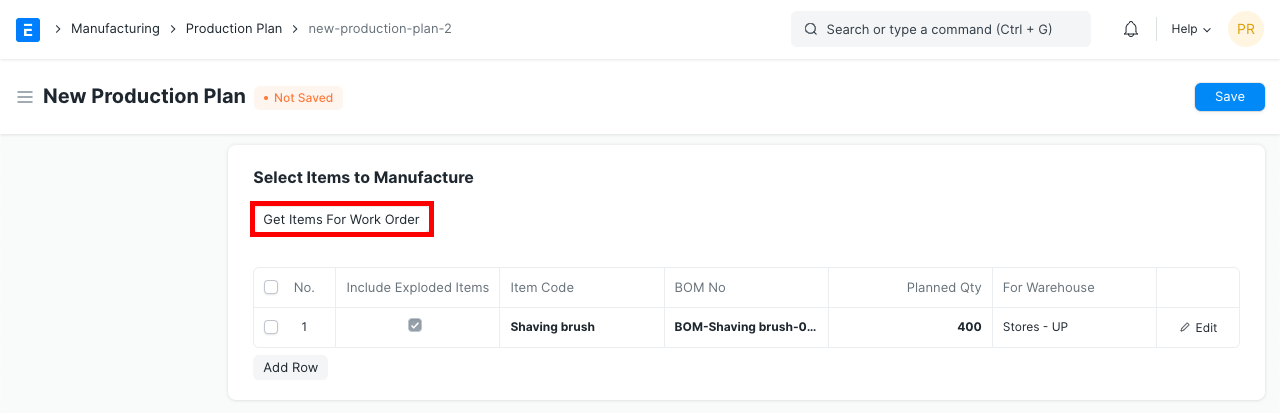 E Manufacturing Production Plan new-production-plan-2 Search or type a command (Ctrl + G) Help PR
New Production Plan • Not Saved Save
Select Items to Manufacture
Get Items For Work Order
No. Include Exploded Items Item Code BOM No Planned Qty For Warehouse
1 Shaving brush BOM-Shaving brush-0... 400 Stores - UP Edit
Add Row